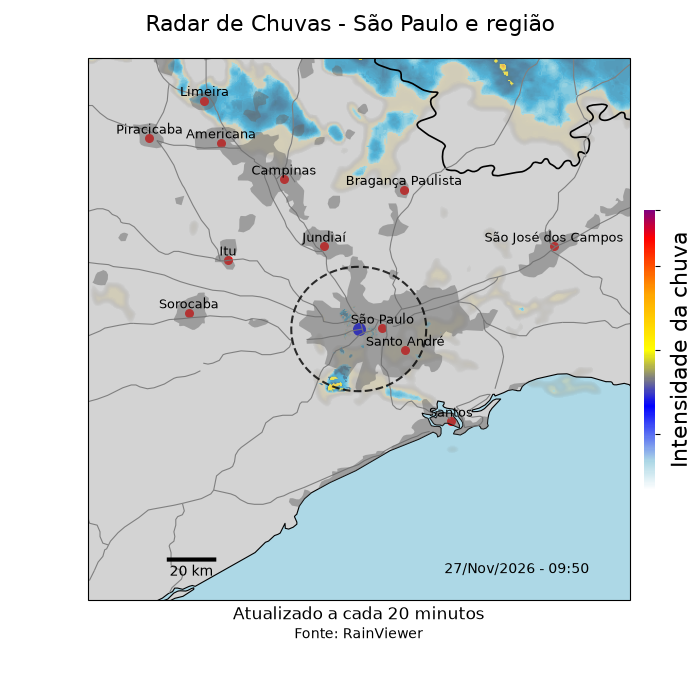 Radar de Chuvas - São Paulo e região
Limeira
Piracicaba
Americana
Campinas
Bragança Paulista
Jundiaí
São José dos Campos
Itu
Sorocaba
São Paulo
Santo André
Santos
Intensidade da chuva
20 km
27/Nov/2026 - 09:50
Atualizado a cada 20 minutos
Fonte: RainViewer